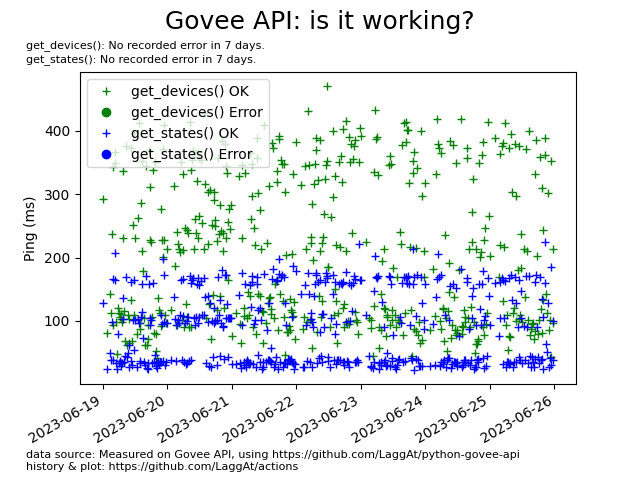 Govee API: is it working?
get_devices(): No recorded error in 7 days.
get_states(): No recorded error in 7 days.
get_devices() OK
get_devices() Error
get_states() OK
get_states() Error
Ping (ms)
400
300
200
100
2023-06-19
2023-06-20
2023-06-21
2023-06-22
2023-06-23
2023-06-24
2023-06-25
2023-06-26
data source: Measured on Govee API, using https://github.com/LaggAt/python-govee-api
history & plot: https://github.com/LaggAt/actions